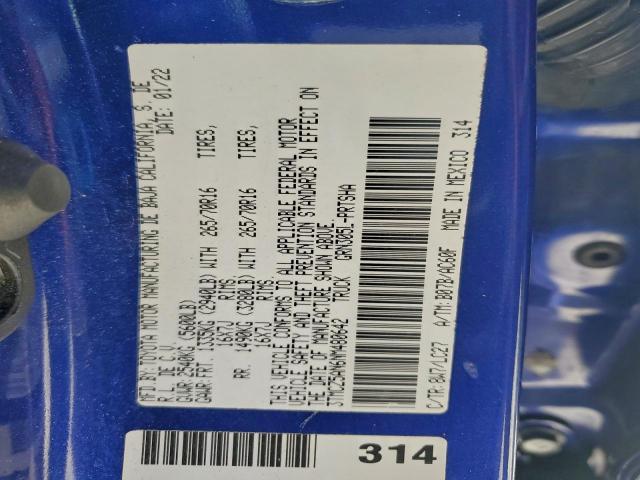 MFD.BY: TOYOTA MOTOR MANUFACTURING DE BAJA CALIFORNIA, S. DE
R.L. DE C.V. DATE: 01/22
GVWR: 2540KG (5600LB)
GAWR: FRT 1335KG (2940LB) WITH 265/70R16 TIRES,
16X7J RIMS
RR. 1490KG (3280LB) WITH 265/70R16 TIRES,
16X7J RIMS
THIS VEHICLE CONFORMS TO ALL APPLICABLE FEDERAL MOTOR
VEHICLE SAFETY AND THEFT PREVENTION STANDARDS IN EFFECT ON
THE DATE OF MANUFACTURE SHOWN ABOVE.
3TMCZ5AN6NM480642 TRUCK GRN305L-PRTSHA
C/TR: 8W7/LC27 A/TM: B07B/AC60F MADE IN MEXICO 314
314